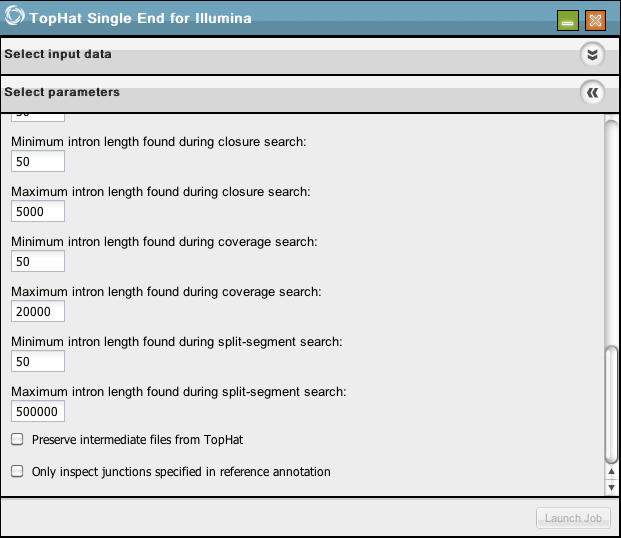 TopHat Single End for Illumina
Select input data
Select parameters
Minimum intron length found during closure search:
50
Maximum intron length found during closure search:
5000
Minimum intron length found during coverage search:
50
Maximum intron length found during coverage search:
20000
Minimum intron length found during split-segment search:
50
Maximum intron length found during split-segment search:
500000
Preserve intermediate files from TopHat
Only inspect junctions specified in reference annotation
Launch Job